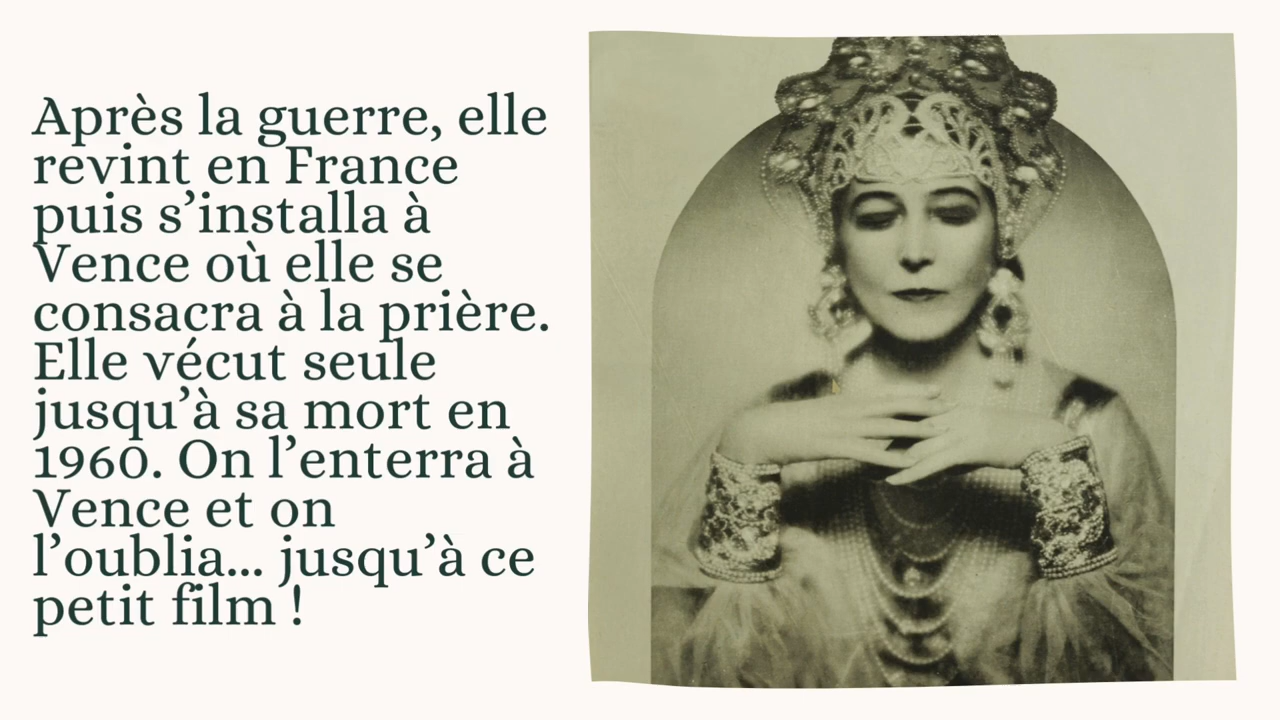 Après la guerre, elle
revint en France
puis s’installa à
Vence où elle se
consacra à la prière.
Elle vécut seule
jusqu’à sa mort en
1960. On l’enterra à
Vence et on
l’oublia... jusqu’à ce
petit film !